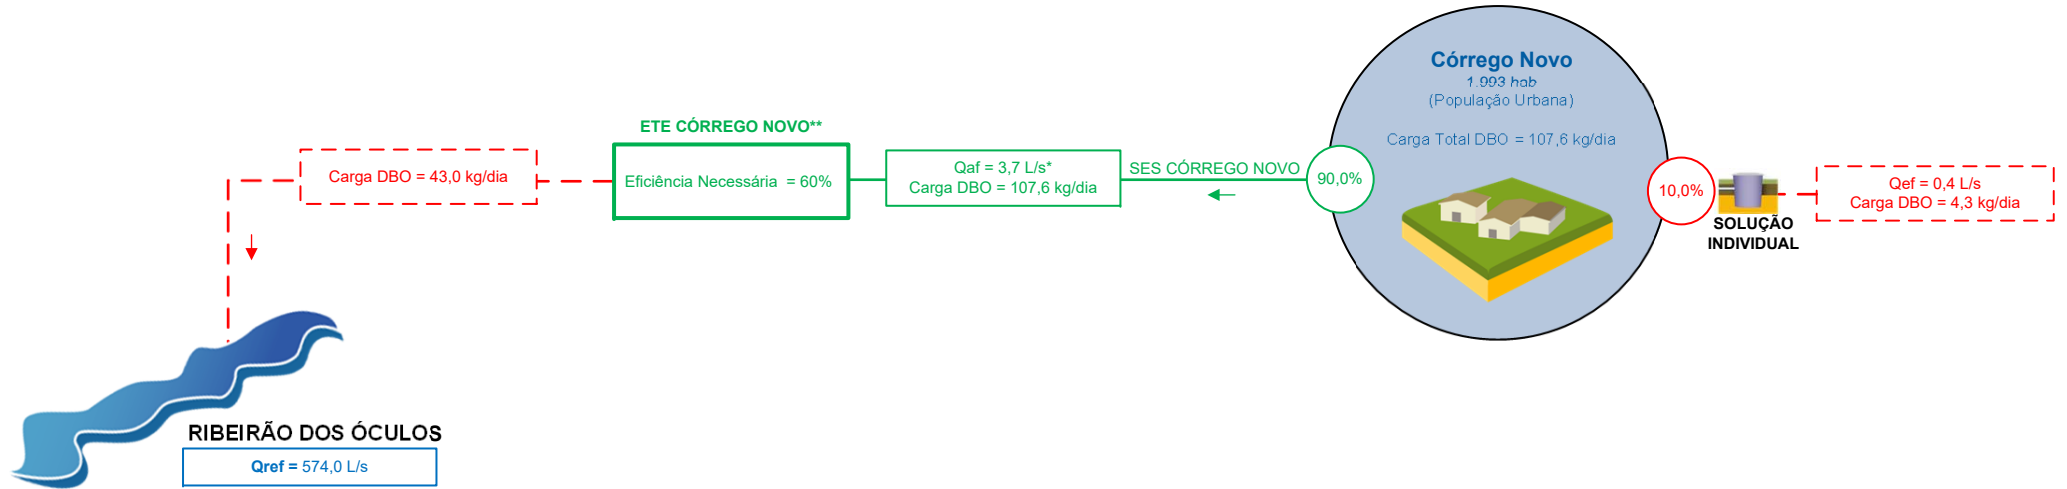 Córrego Novo
1.993 hab
(População Urbana)
Carga Total DBO = 107,6 kg/dia
ETE CÓRREGO NOVO**
Carga DBO = 43,0 kg/dia
Eficiência Necessária = 60%
Qaf = 3,7 L/s*
Carga DBO = 107,6 kg/dia
SES CÓRREGO NOVO
90,0%
10,0%
SOLUÇÃO
INDIVIDUAL
Qef = 0,4 L/s
Carga DBO = 4,3 kg/dia
RIBEIRÃO DOS ÓCULOS
Qref = 574,0 L/s